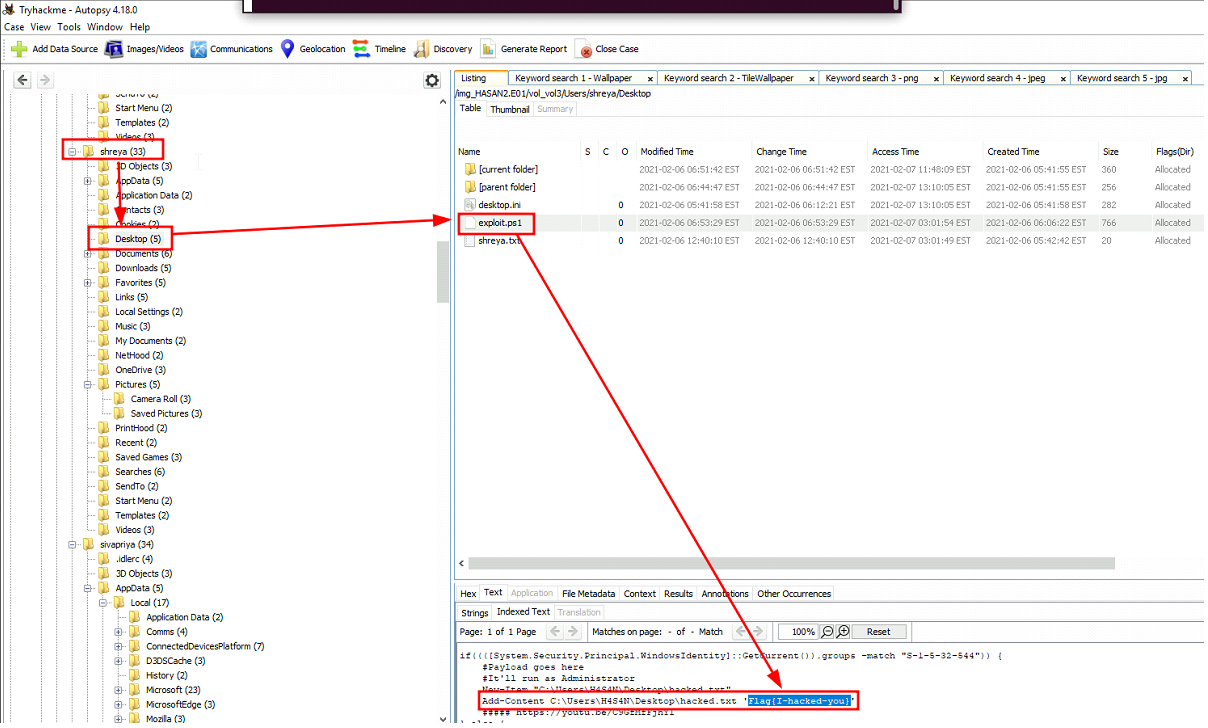 Tryhackme - Autopsy 4.18.0
Case View Tools Window Help
Add Data Source Images/Videos Communications Geolocation Timeline Discovery Generate Report Close Case
SendTo (2)
Start Menu (2)
Templates (2)
Videos (3)
shreya (33)
3D Objects (3)
AppData (5)
Application Data (2)
Contacts (3)
Cookies (2)
Desktop (5)
Documents (6)
Downloads (5)
Favorites (5)
Links (5)
Local Settings (2)
Music (3)
My Documents (2)
NetHood (2)
OneDrive (3)
Pictures (5)
Camera Roll (3)
Saved Pictures (3)
PrintHood (2)
Recent (2)
Saved Games (3)
Searches (6)
SendTo (2)
Start Menu (2)
Templates (2)
Videos (3)
sivapriya (34)
.idlerc (4)
3D Objects (3)
AppData (5)
Local (17)
Application Data (2)
Comms (4)
ConnectedDevicesPlatform (7)
D3DSCache (3)
History (2)
Microsoft (23)
MicrosoftEdge (3)
Mozilla (3)
Listing Keyword search 1 - Wallpaper x Keyword search 2 - TileWallpaper x Keyword search 3 - png x Keyword search 4 - jpeg x Keyword search 5 - jpg x
/img_HASAN2.E01/vol_vol3/Users/shreya/Desktop
Table Thumbnail Summary
Name S C O Modified Time Change Time Access Time Created Time Size Flags(Dir)
[current folder] 2021-02-06 06:51:42 EST 2021-02-06 06:51:42 EST 2021-02-07 11:48:09 EST 2021-02-06 05:41:55 EST 360 Allocated
[parent folder] 2021-02-06 06:44:47 EST 2021-02-06 06:44:47 EST 2021-02-07 13:10:05 EST 2021-02-06 05:41:55 EST 256 Allocated
desktop.ini 0 2021-02-06 05:41:58 EST 2021-02-06 06:12:21 EST 2021-02-07 13:10:05 EST 2021-02-06 05:41:58 EST 282 Allocated
exploit.ps1 0 2021-02-06 06:53:29 EST 2021-02-06 06:53:29 EST 2021-02-07 03:01:54 EST 2021-02-06 06:06:22 EST 766 Allocated
shreya.txt 0 2021-02-06 12:40:10 EST 2021-02-06 12:40:10 EST 2021-02-07 03:01:49 EST 2021-02-06 05:42:42 EST 20 Allocated
Hex Text Application File Metadata Context Results Annotations Other Occurrences
Strings Indexed Text Translation
Page: 1 of 1 Page Matches on page: - of - Match 100% Reset
if((([System.Security.Principal.WindowsIdentity]::GetCurrent()).groups -match "S-1-5-32-544")) {
#Payload goes here
#It'll run as Administrator
New-Item "C:\Users\H4S4N\Desktop\hacked.txt"
Add-Content C:\Users\H4S4N\Desktop\hacked.txt 'Flag{I-hacked-you}'